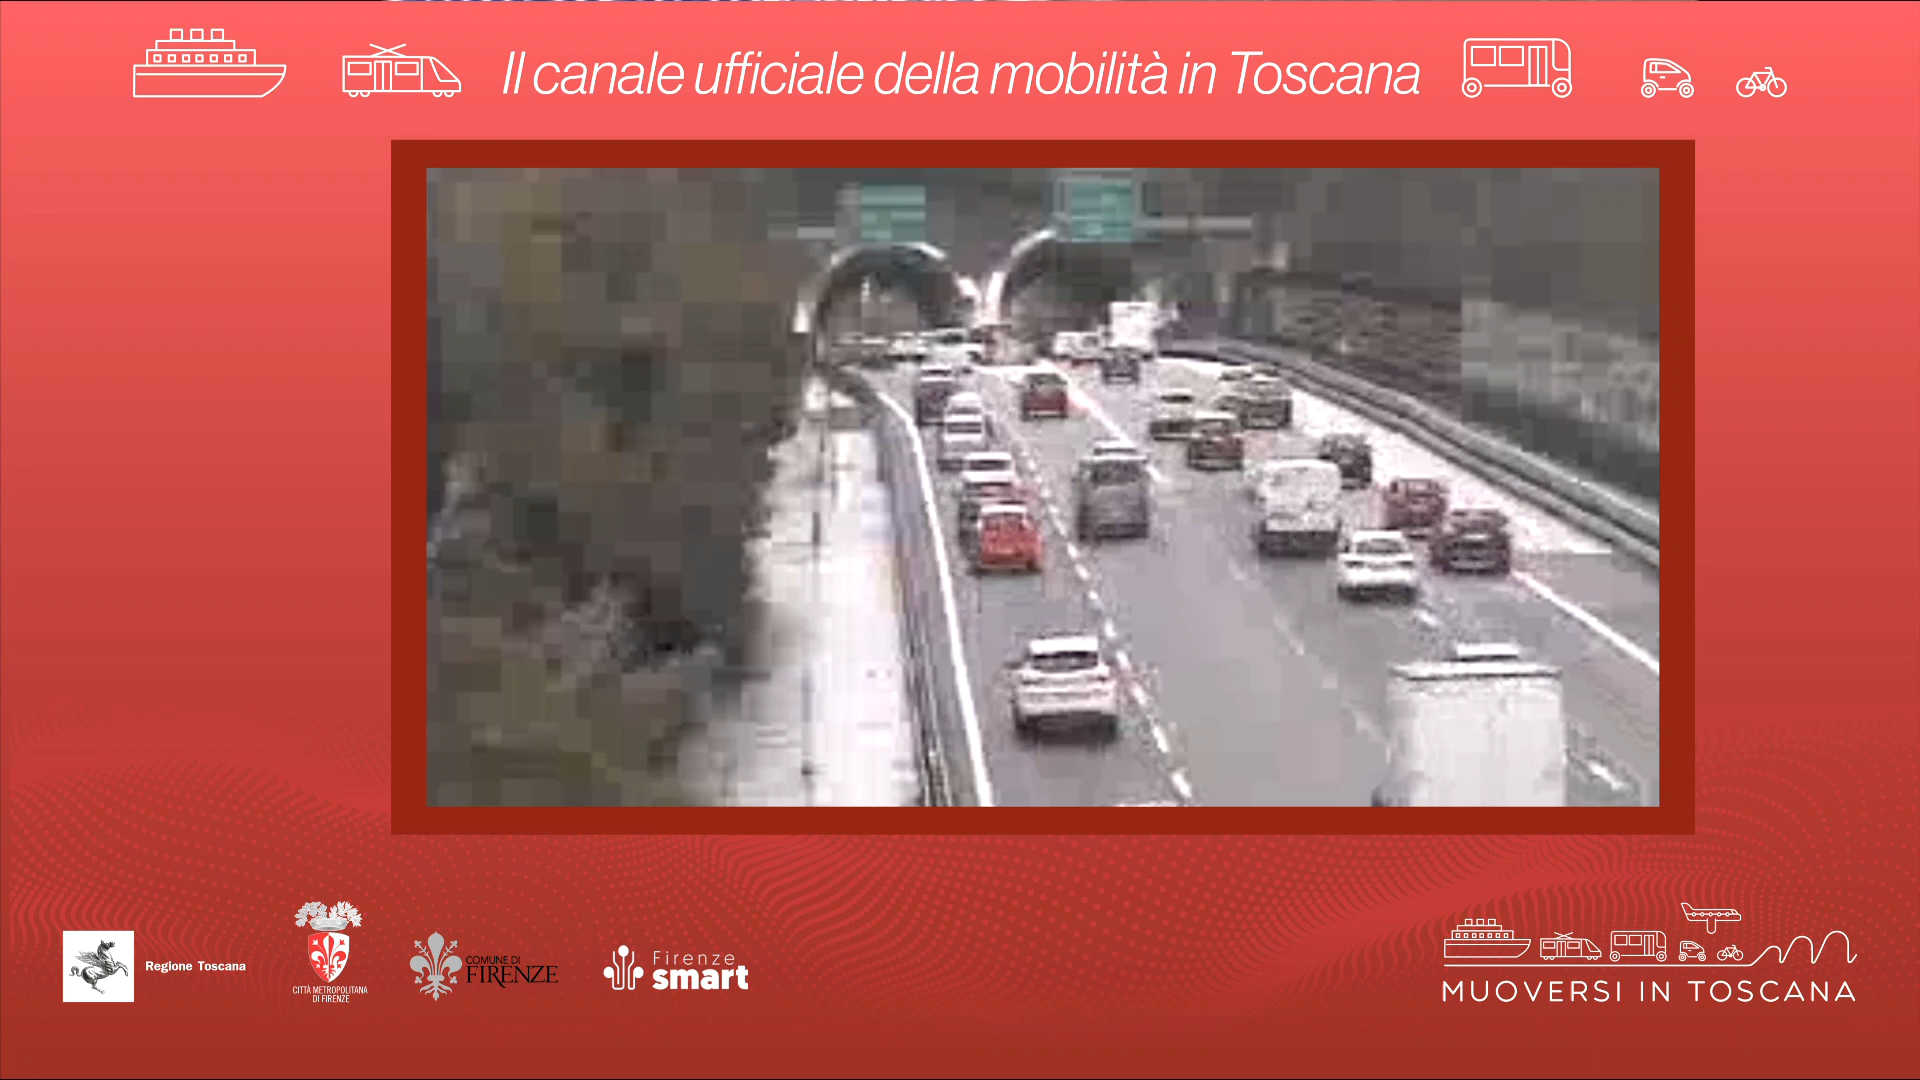 Il canale ufficiale della mobilità in Toscana
Regione Toscana
CITTÀ METROPOLITANA
DI FIRENZE
COMUNE DI
FIRENZE
Firenze
smart
MUOVERSI IN TOSCANA